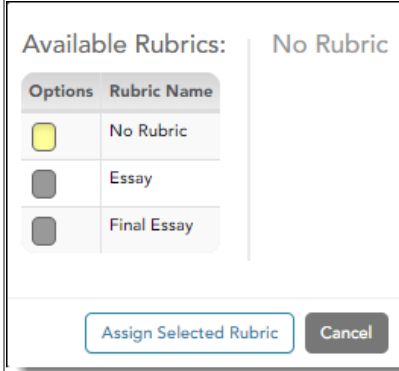 Available Rubrics:
No Rubric
Options Rubric Name
No Rubric
Essay
Final Essay
Assign Selected Rubric Cancel